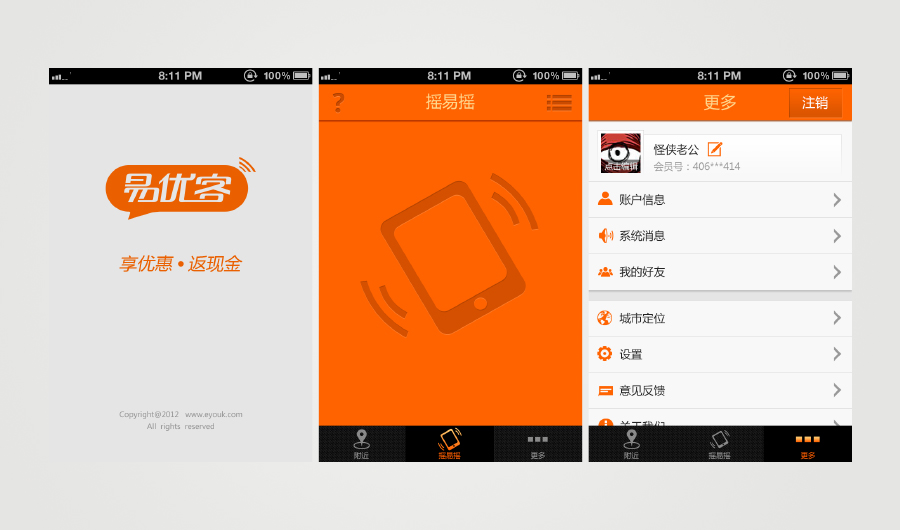 8:11 PM
100%
易优客
享优惠·返现金
Copyright@2012 www.eyouk.com
All rights reserved
8:11 PM
100%
?
摇易摇
附近
摇易摇
更多
8:11 PM
100%
更多
注销
点击编辑
怪侠老公
会员号：406***414
账户信息
系统消息
我的好友
城市定位
设置
意见反馈
关于我们
附近
摇易摇
更多